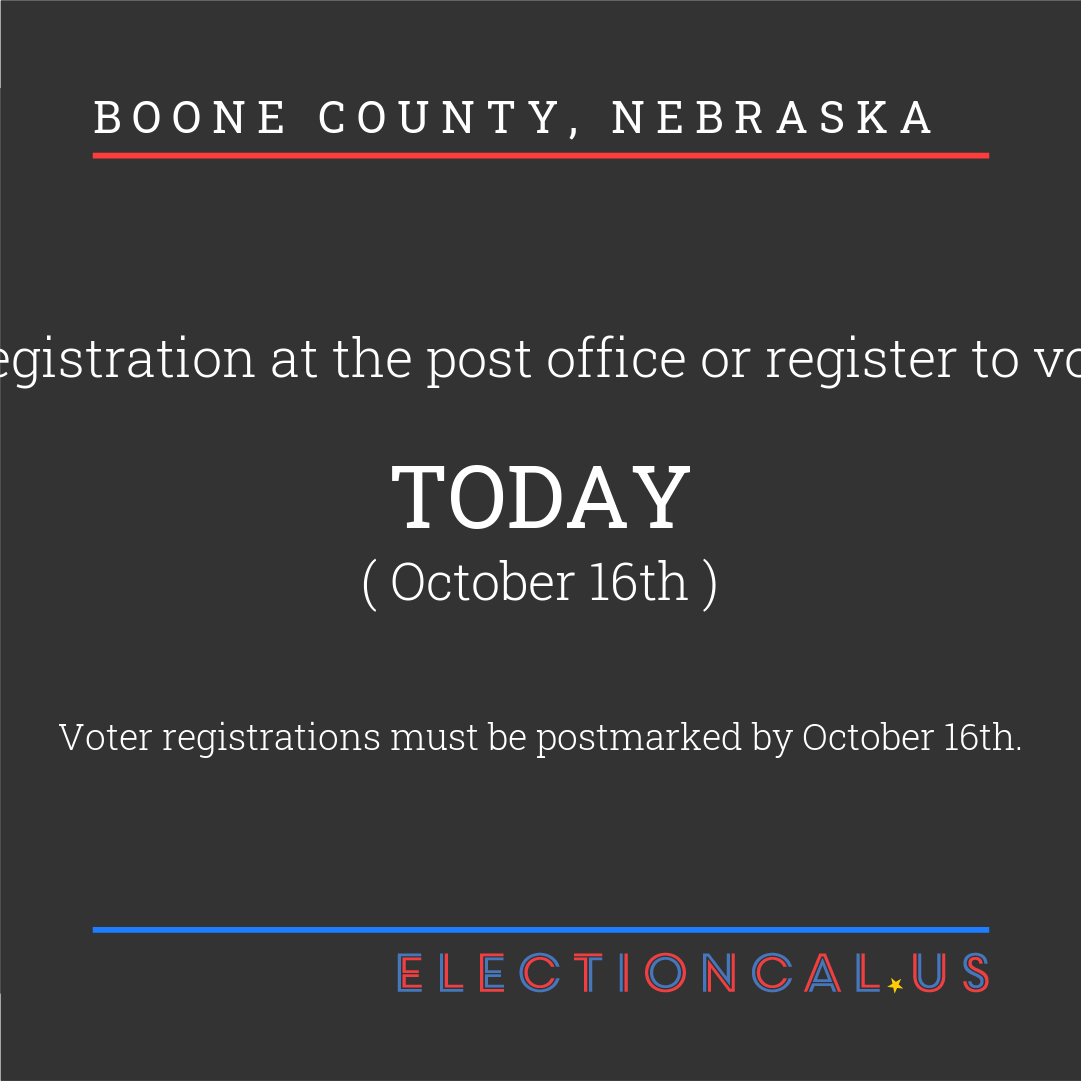 BOONE COUNTY, NEBRASKA
egistration at the post office or register to vo
TODAY
( October 16th )
Voter registrations must be postmarked by October 16th.
ELECTIONCAL.US